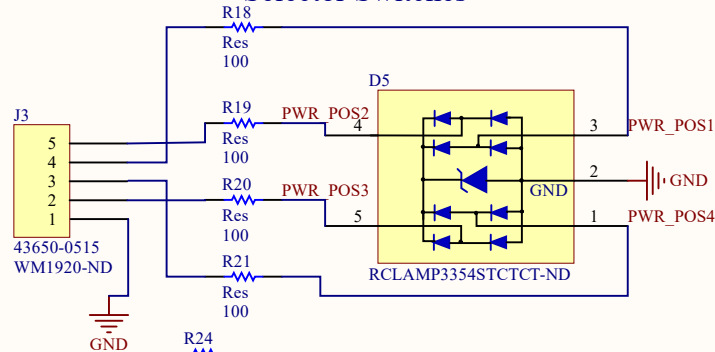 R18
Res
100
D5
J3
R19
PWR_POS2
4
3
PWR_POS1
5
Res
4
100
3
R20
PWR_POS3
GND
2
GND
2
1
Res
5
1
PWR_POS4
100
43650-0515
WM1920-ND
R21
RCLAMP3354STCTCT-ND
Res
100
GND
R24